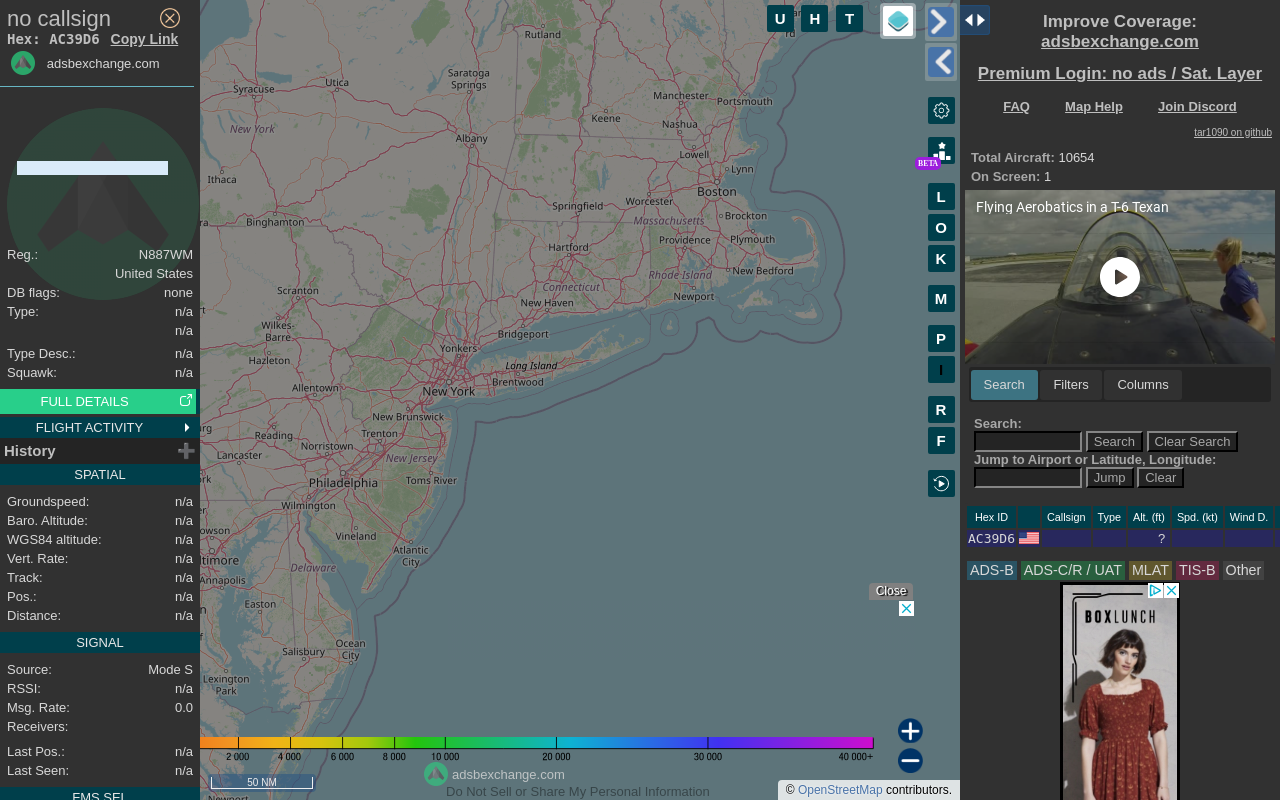 no callsign
Hex: AC39D6 Copy Link
adsbexchange.com
Reg.: N887WM
United States
DB flags: none
Type: n/a
n/a
Type Desc.: n/a
Squawk: n/a
FULL DETAILS
FLIGHT ACTIVITY
History
SPATIAL
Groundspeed: n/a
Baro. Altitude: n/a
WGS84 altitude: n/a
Vert. Rate: n/a
Track: n/a
Pos.: n/a
Distance: n/a
SIGNAL
Source: Mode S
RSSI: n/a
Msg. Rate: 0.0
Receivers:
Last Pos.: n/a
Last Seen: n/a
FMS SEL
U H T
L
O
K
M
P
I
R
F
BETA
Rutland
Utica
Saratoga
Springs
Syracuse
New York
Albany
Keene
Manchester
Portsmouth
Nashua
Lowell
Lynn
Ithaca
Boston
Worcester
Springfield
Massachusetts
Brockton
Binghamton
Hartford
Providence
Plymouth
Rhode Island
New Bedford
Connecticut
Newport
Scranton
New Haven
Wilkes-
Barre
Bridgeport
Yonkers
Hazleton
Long Island
Brentwood
Allentown
New York
New Brunswick
Reading
Trenton
Norristown
Lancaster
New Jersey
Philadelphia
Toms River
Wilmington
Vineland
Atlantic
City
Delaware
Annapolis
Easton
Ocean
City
Salisbury
Lexington
Park
Newport
Close
2 000 4 000 6 000 8 000 10 000 20 000 30 000 40 000+
50 NM
adsbexchange.com
Do Not Sell or Share My Personal Information
© OpenStreetMap contributors.
Improve Coverage:
adsbexchange.com
Premium Login: no ads / Sat. Layer
FAQ Map Help Join Discord
tar1090 on github
Total Aircraft: 10654
On Screen: 1
Flying Aerobatics in a T-6 Texan
Search Filters Columns
Search:
Search Clear Search
Jump to Airport or Latitude, Longitude:
Jump Clear
Hex ID Callsign Type Alt. (ft) Spd. (kt) Wind D.
AC39D6 ?
ADS-B ADS-C/R / UAT MLAT TIS-B Other
BOXLUNCH